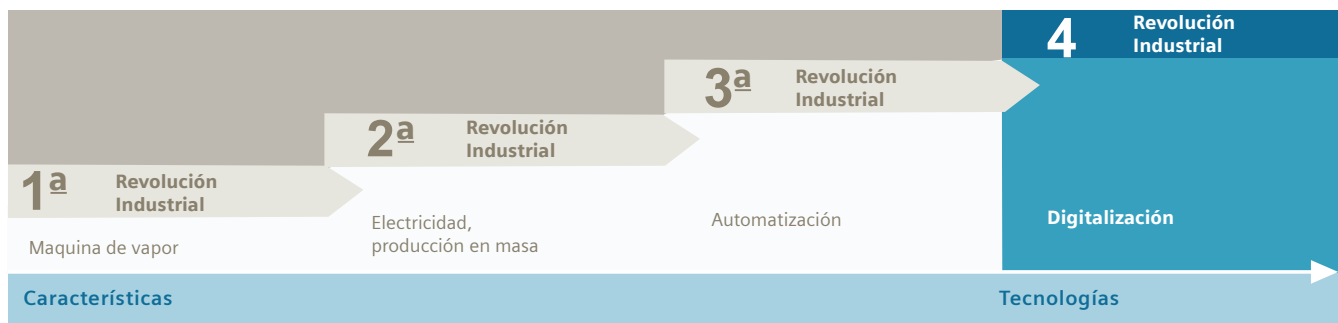 1ª
Revolución
Industrial
Maquina de vapor
2ª
Revolución
Industrial
Electricidad,
producción en masa
3ª
Revolución
Industrial
Automatización
4
Revolución
Industrial
Digitalización
Características
Tecnologías